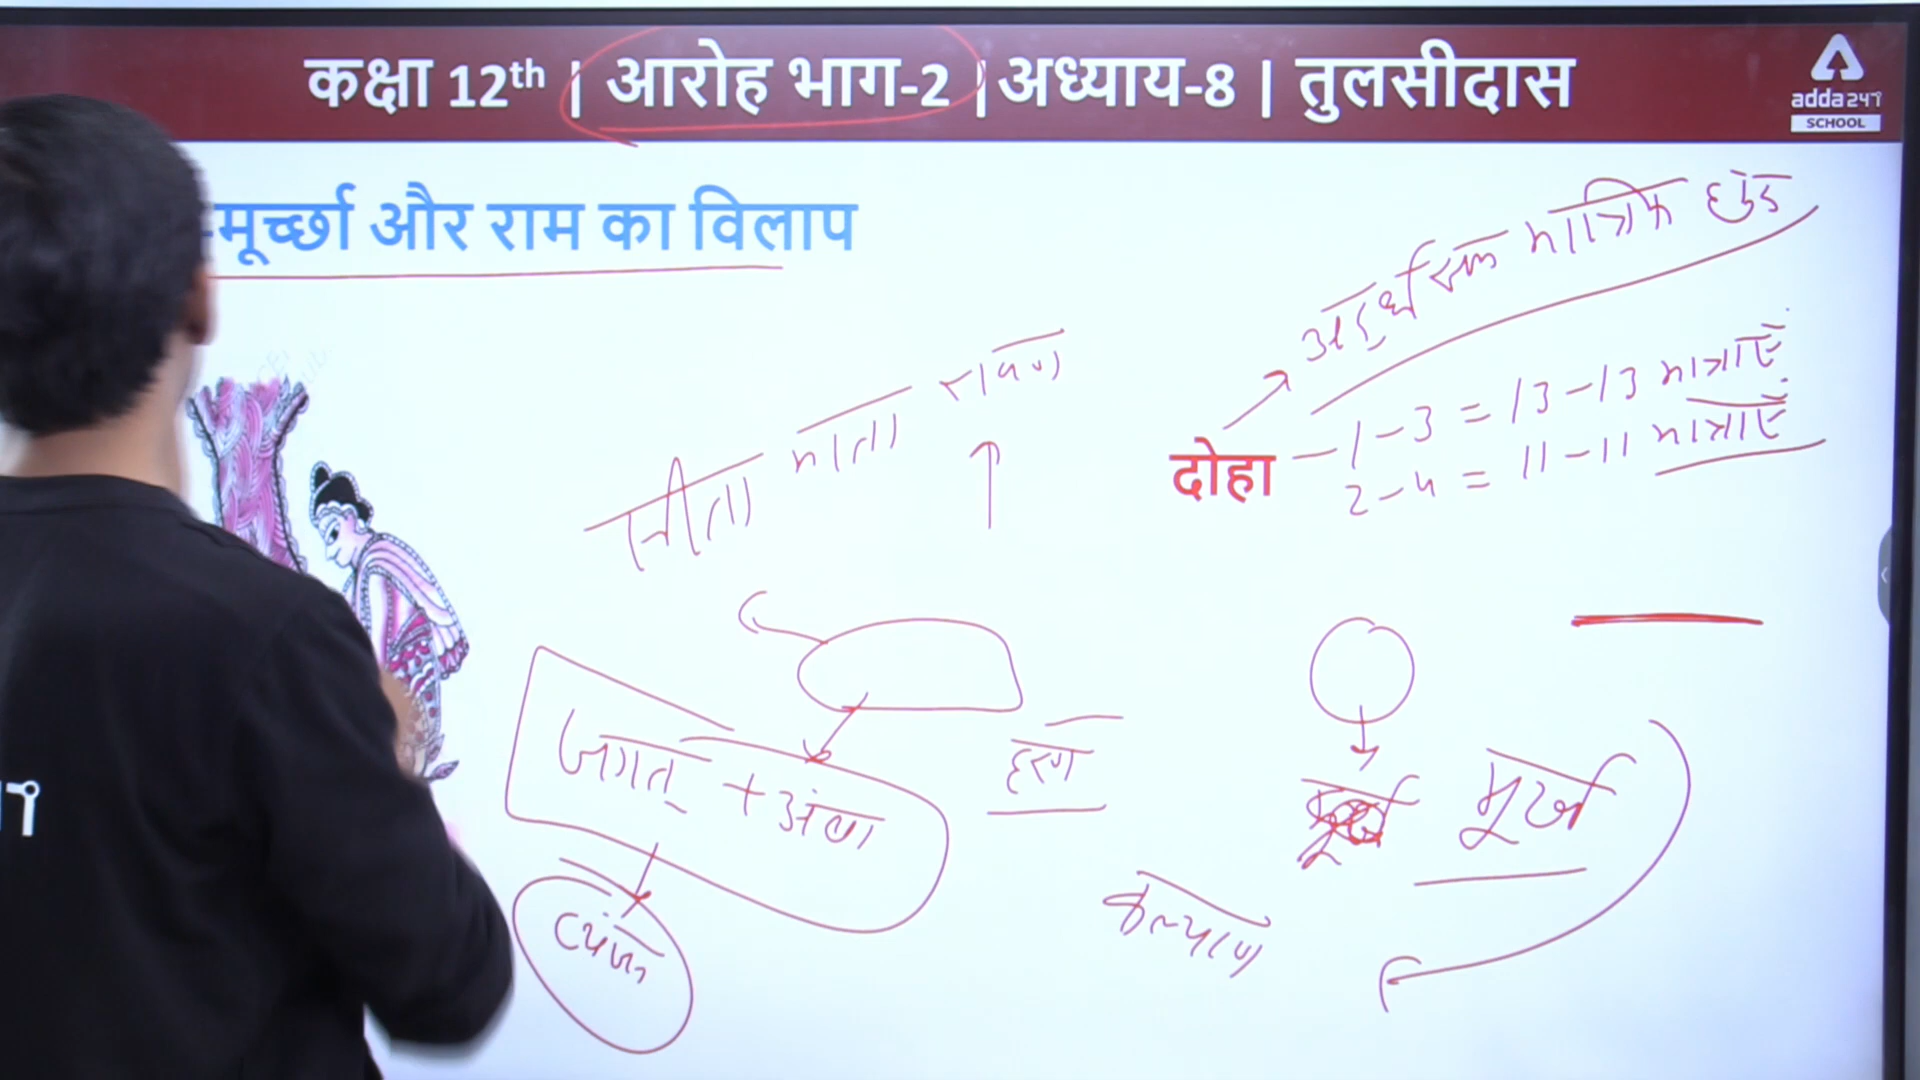 कक्षा 12th | आरोह भाग-2 | अध्याय-8 | तुलसीदास
adda247
SCHOOL
-मूर्च्छा और राम का विलाप
अर्द्धसम मात्रिक छंद
सीता माता रावण
दोहा – 1-3 = 13-13 मात्राएँ
2-4 = 11-11 मात्राएँ
जगत् + अंबा
हरण
मूर्ख
कल्याण